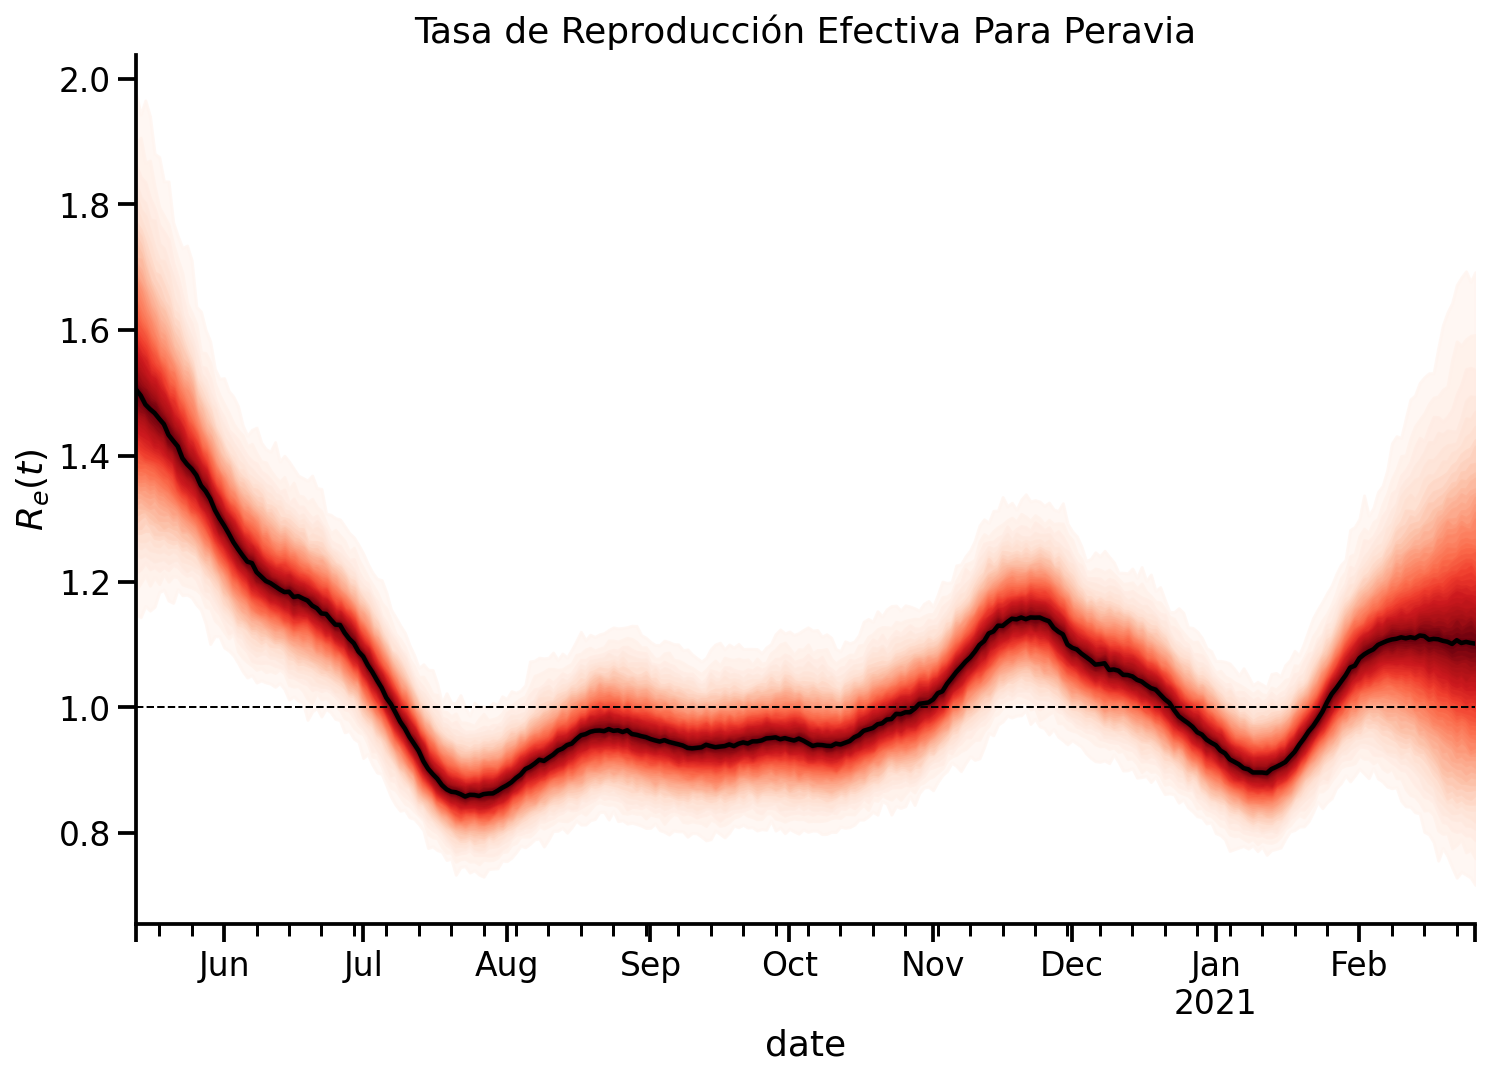 Tasa de Reproducción Efectiva Para Peravia
2.0
1.8
1.6
1.4
1.2
1.0
0.8
Re(t)
Jun Jul Aug Sep Oct Nov Dec Jan Feb
2021
date